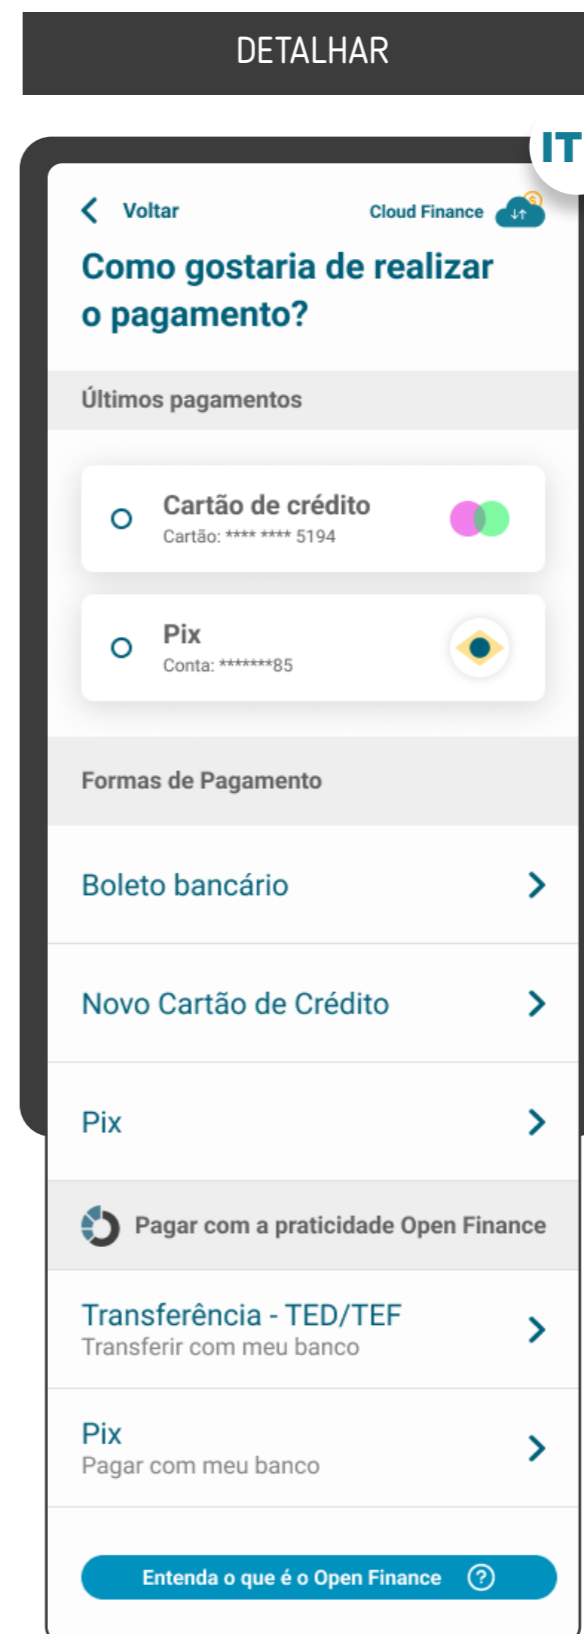 DETALHAR
IT
Voltar
Cloud Finance
Como gostaria de realizar
o pagamento?
Últimos pagamentos
Cartão de crédito
Cartão: **** **** 5194
Pix
Conta: *******85
Formas de Pagamento
Boleto bancário
Novo Cartão de Crédito
Pix
Pagar com a praticidade Open Finance
Transferência - TED/TEF
Transferir com meu banco
Pix
Pagar com meu banco
Entenda o que é o Open Finance ?